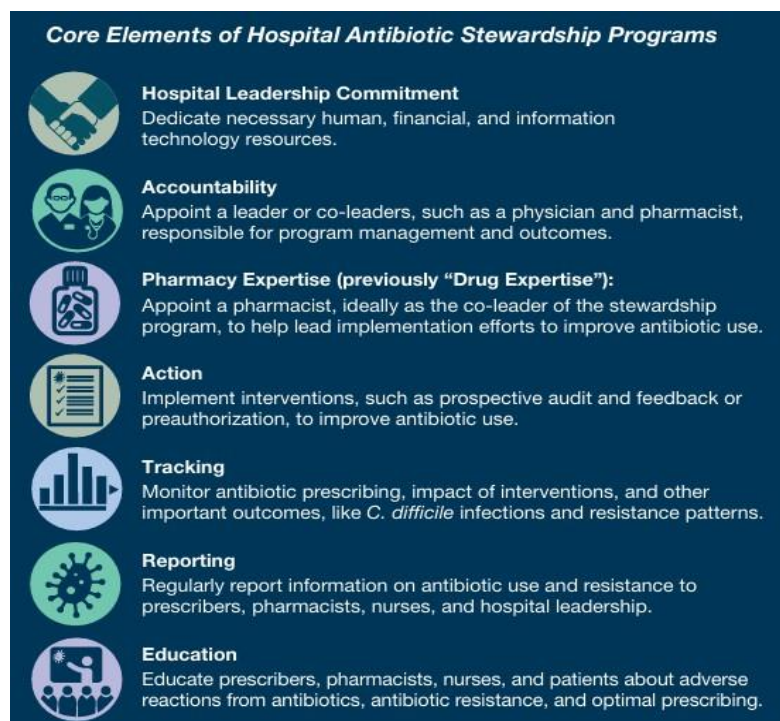 Core Elements of Hospital Antibiotic Stewardship Programs
Hospital Leadership Commitment
Dedicate necessary human, financial, and information
technology resources.
Accountability
Appoint a leader or co-leaders, such as a physician and pharmacist,
responsible for program management and outcomes.
Pharmacy Expertise (previously “Drug Expertise”):
Appoint a pharmacist, ideally as the co-leader of the stewardship
program, to help lead implementation efforts to improve antibiotic use.
Action
Implement interventions, such as prospective audit and feedback or
preauthorization, to improve antibiotic use.
Tracking
Monitor antibiotic prescribing, impact of interventions, and other
important outcomes, like C. difficile infections and resistance patterns.
Reporting
Regularly report information on antibiotic use and resistance to
prescribers, pharmacists, nurses, and hospital leadership.
Education
Educate prescribers, pharmacists, nurses, and patients about adverse
reactions from antibiotics, antibiotic resistance, and optimal prescribing.